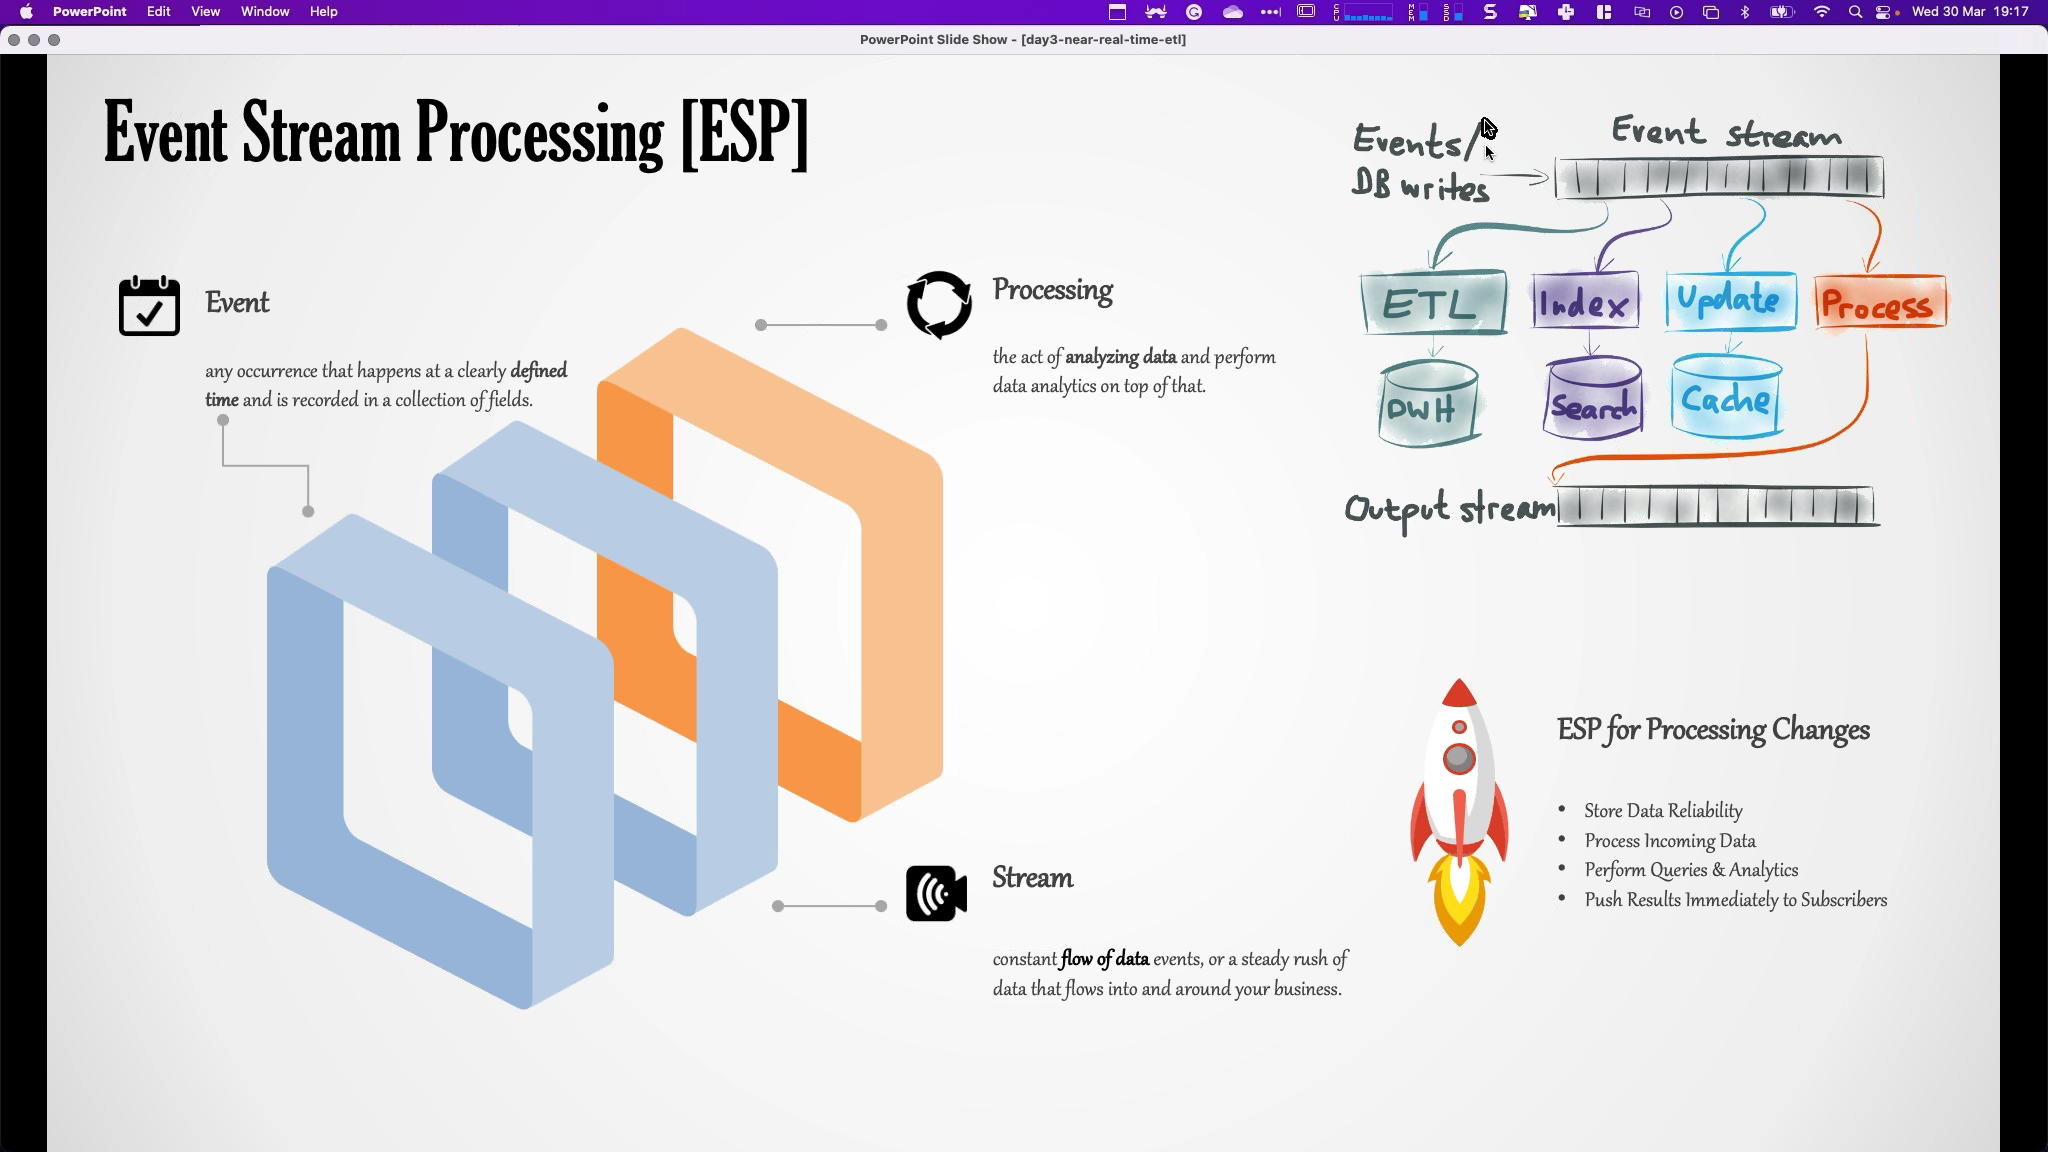 PowerPoint Edit View Window Help
Wed 30 Mar 19:17
PowerPoint Slide Show - [day3-near-real-time-etl]
Event Stream Processing [ESP]
Event
any occurrence that happens at a clearly defined
time and is recorded in a collection of fields.
Processing
the act of analyzing data and perform
data analytics on top of that.
Stream
constant flow of data events, or a steady rush of
data that flows into and around your business.
Events/
DB writes
Event stream
ETL Index Update Process
DWH Search Cache
Output stream
ESP for Processing Changes
• Store Data Reliability
• Process Incoming Data
• Perform Queries & Analytics
• Push Results Immediately to Subscribers